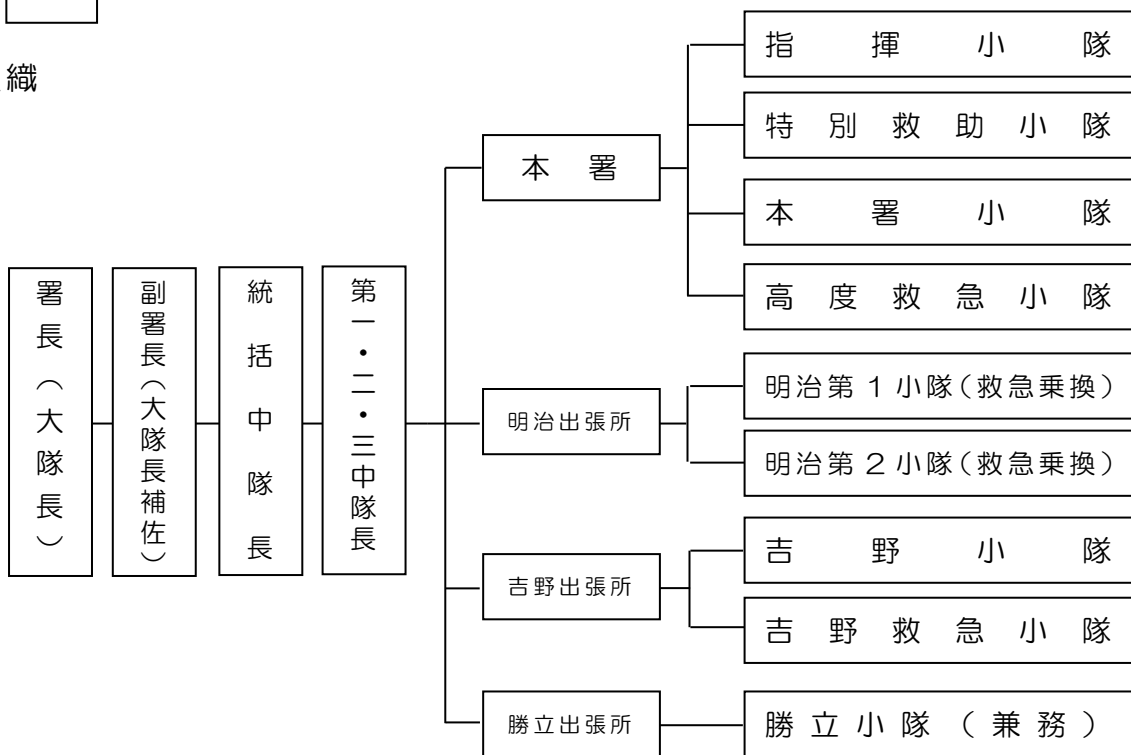 織
署長（大隊長）
副署長（大隊長補佐）
統括中隊長
第一・二・三中隊長
本署
指揮小隊
特別救助小隊
本署小隊
高度救急小隊
明治出張所
明治第１小隊（救急乗換）
明治第２小隊（救急乗換）
吉野出張所
吉野小隊
吉野救急小隊
勝立出張所
勝立小隊（兼務）